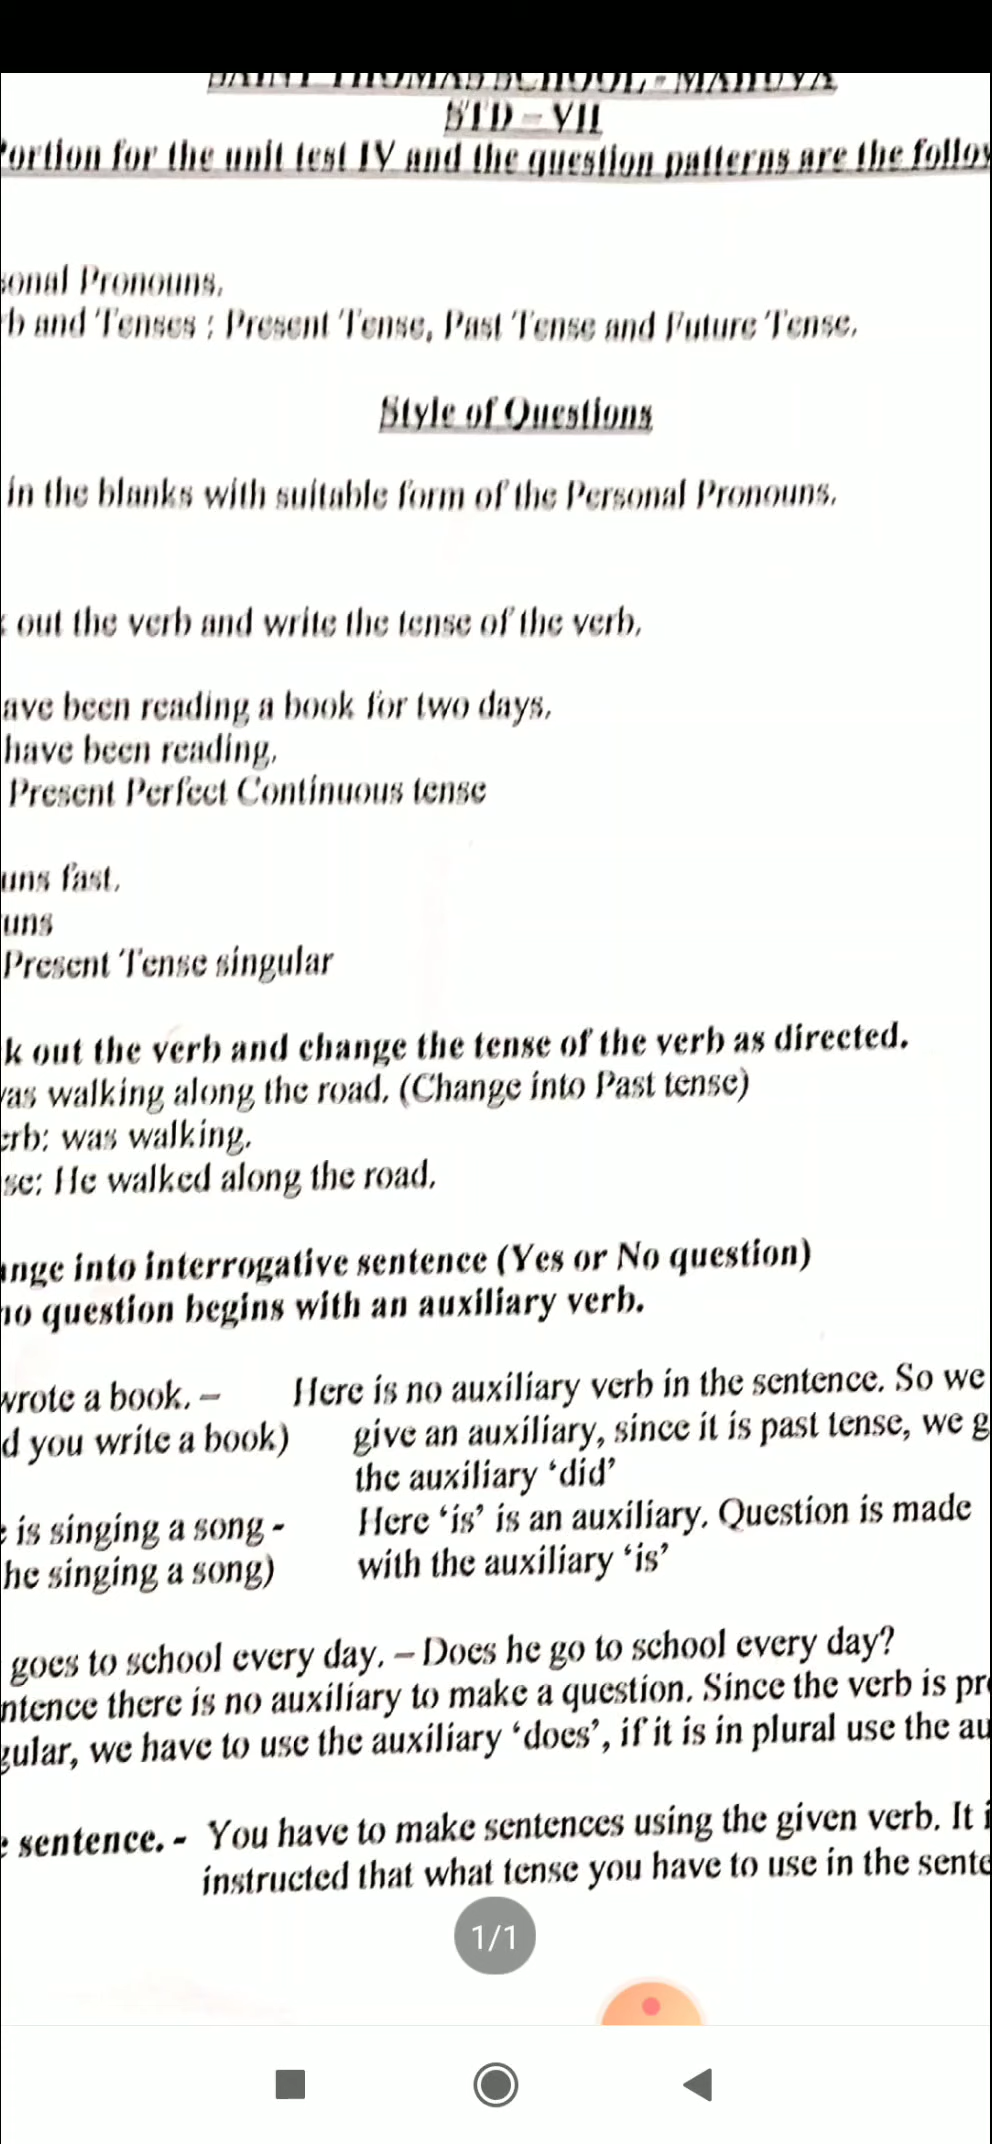 SAINT THOMAS SCHOOL - MAHUVA
STD - VII
Portion for the unit test IV and the question patterns are the follow
sonal Pronouns.
b and Tenses : Present Tense, Past Tense and Future Tense.
Style of Questions
in the blanks with suitable form of the Personal Pronouns.
k out the verb and write the tense of the verb.
ave been reading a book for two days.
have been reading.
Present Perfect Continuous tense
uns fast.
uns
Present Tense singular
k out the verb and change the tense of the verb as directed.
was walking along the road. (Change into Past tense)
erb: was walking.
se: He walked along the road.
ange into interrogative sentence (Yes or No question)
no question begins with an auxiliary verb.
wrote a book. – Here is no auxiliary verb in the sentence. So we
d you write a book) give an auxiliary, since it is past tense, we g
the auxiliary ‘did’
e is singing a song - Here ‘is’ is an auxiliary. Question is made
he singing a song) with the auxiliary ‘is’
goes to school every day. – Does he go to school every day?
ntence there is no auxiliary to make a question. Since the verb is pre
gular, we have to use the auxiliary ‘does’, if it is in plural use the au
e sentence. - You have to make sentences using the given verb. It i
instructed that what tense you have to use in the sente
1/1